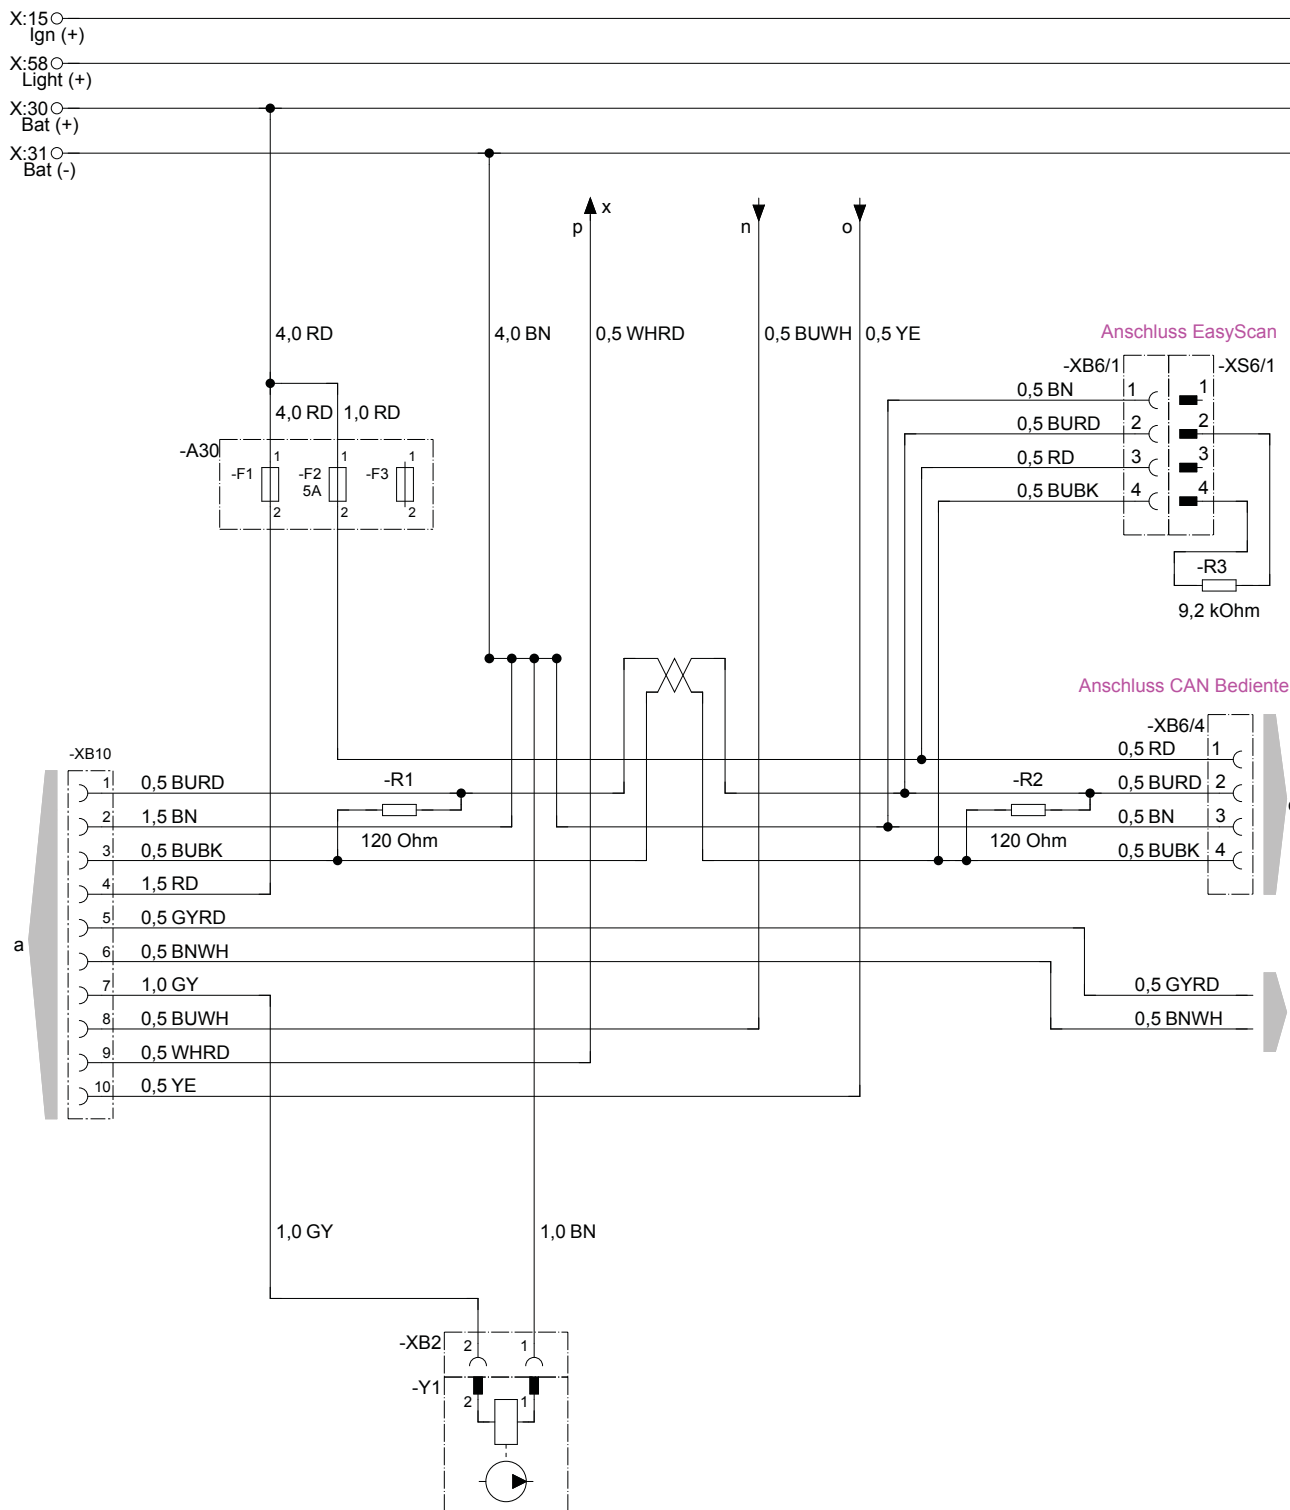 X:15
Ign (+)
X:58
Light (+)
X:30
Bat (+)
X:31
Bat (-)
p x
n
o
4,0 RD
4,0 BN
0,5 WHRD
0,5 BUWH
0,5 YE
Anschluss EasyScan
-XB6/1 -XS6/1
0,5 BN 1 1
0,5 BURD 2 2
0,5 RD 3 3
0,5 BUBK 4 4
-R3
9,2 kOhm
4,0 RD 1,0 RD
-A30
1 1 1
-F1 -F2 -F3
5A
2 2 2
Anschluss CAN Bediente
-XB6/4
0,5 RD 1
0,5 BURD 2
0,5 BN 3
0,5 BUBK 4
-R1
120 Ohm
-R2
120 Ohm
-XB10
1 0,5 BURD
2 1,5 BN
3 0,5 BUBK
4 1,5 RD
5 0,5 GYRD
6 0,5 BNWH
7 1,0 GY
8 0,5 BUWH
9 0,5 WHRD
10 0,5 YE
a
0,5 GYRD
0,5 BNWH
1,0 GY
1,0 BN
-XB2 2 1
-Y1
2 1